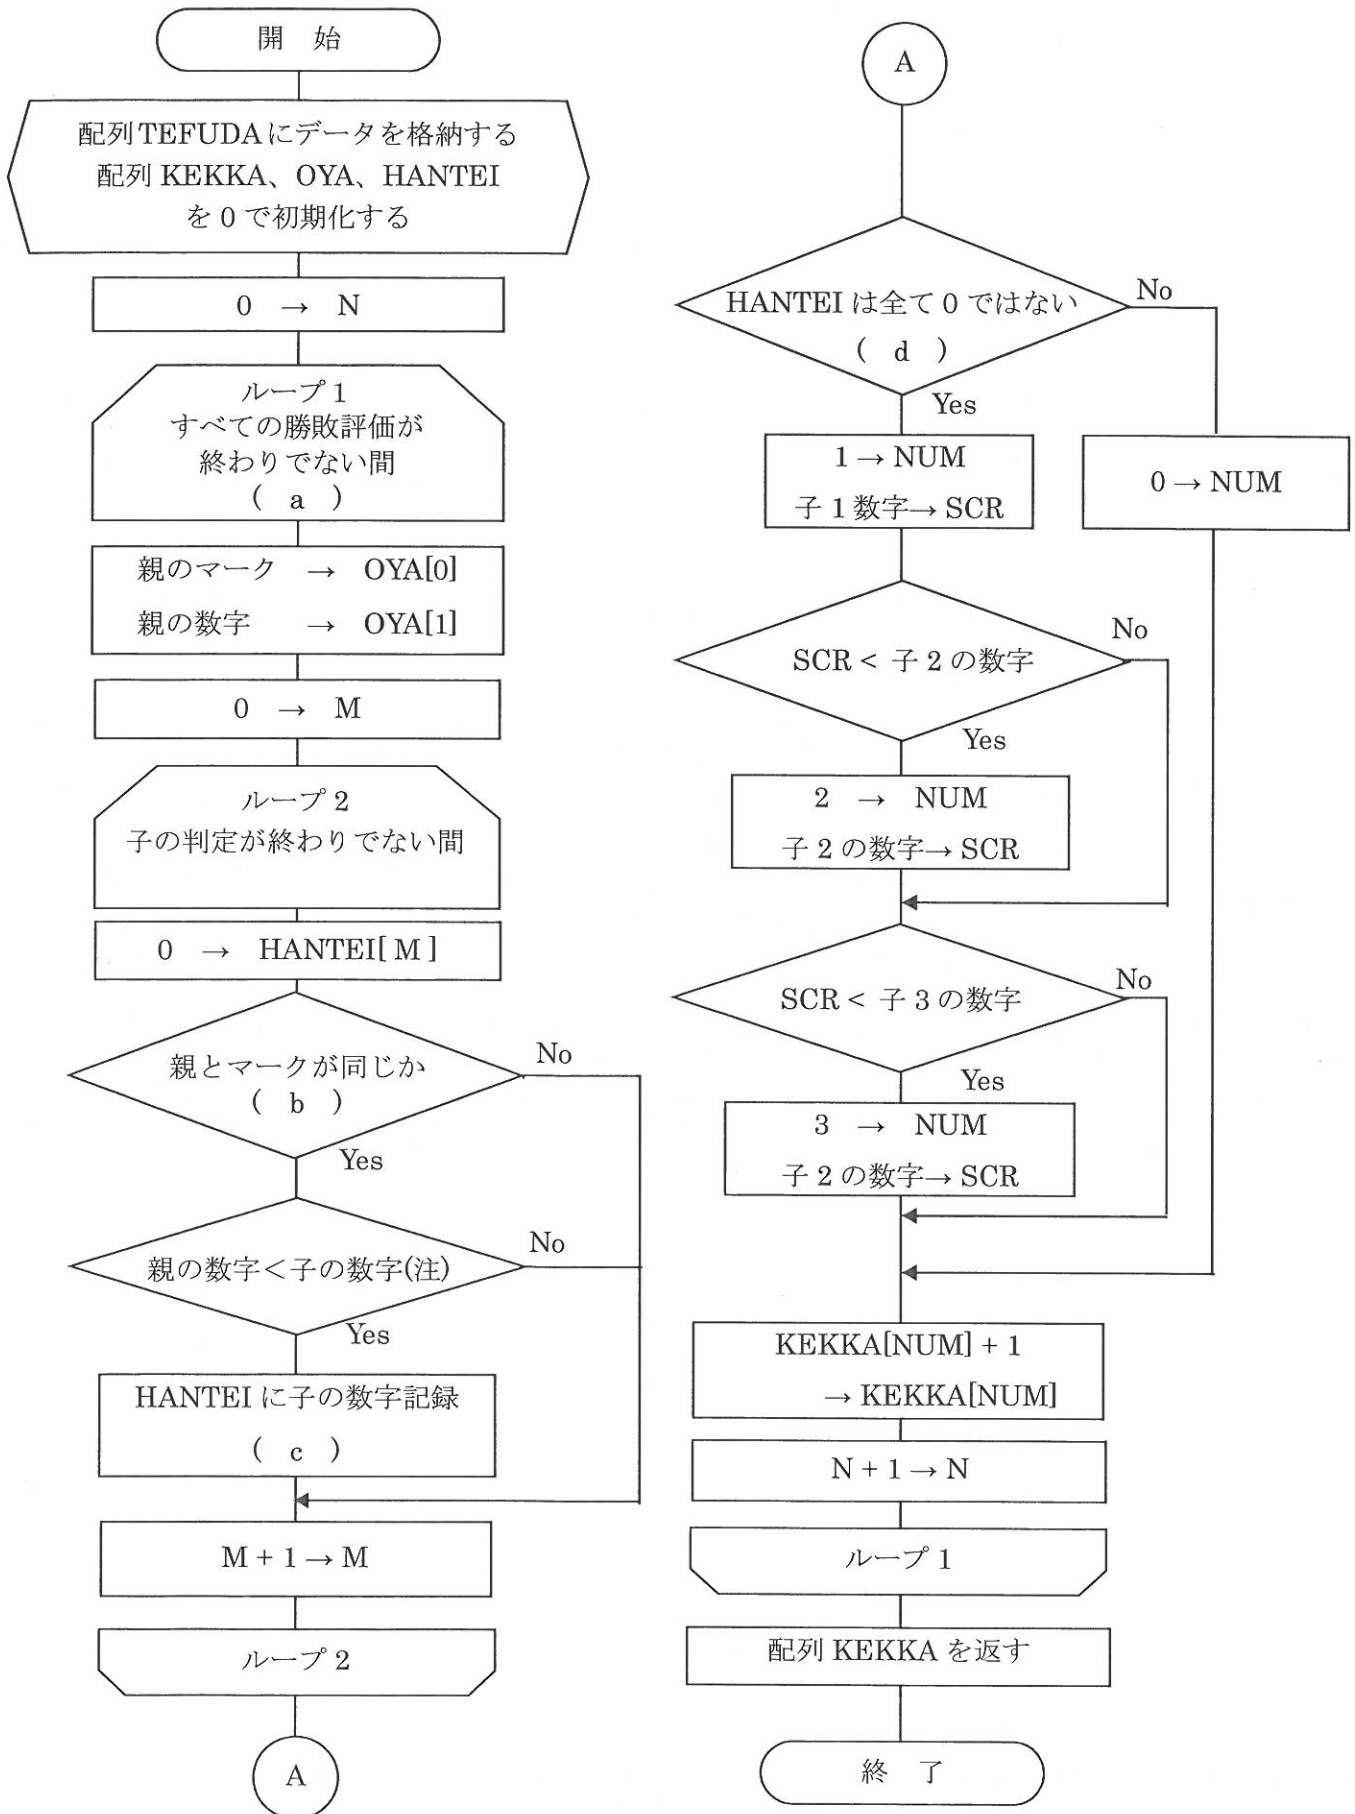 開 始
配列TEFUDAにデータを格納する
配列 KEKKA、OYA、HANTEI
を 0 で初期化する
0 → N
ループ 1
すべての勝敗評価が
終わりでない間
( a )
親のマーク → OYA[0]
親の数字 → OYA[1]
0 → M
ループ 2
子の判定が終わりでない間
0 → HANTEI[ M ]
親とマークが同じか
( b )
No
Yes
親の数字<子の数字(注)
No
Yes
HANTEI に子の数字記録
( c )
M + 1 → M
ループ 2
A
A
HANTEI は全て 0 ではない
( d )
No
Yes
1 → NUM
子 1 数字→ SCR
0 → NUM
SCR < 子 2 の数字
No
Yes
2 → NUM
子 2 の数字→ SCR
SCR < 子 3 の数字
No
Yes
3 → NUM
子 2 の数字→ SCR
KEKKA[NUM] + 1
→ KEKKA[NUM]
N + 1 → N
ループ 1
配列 KEKKA を返す
終 了